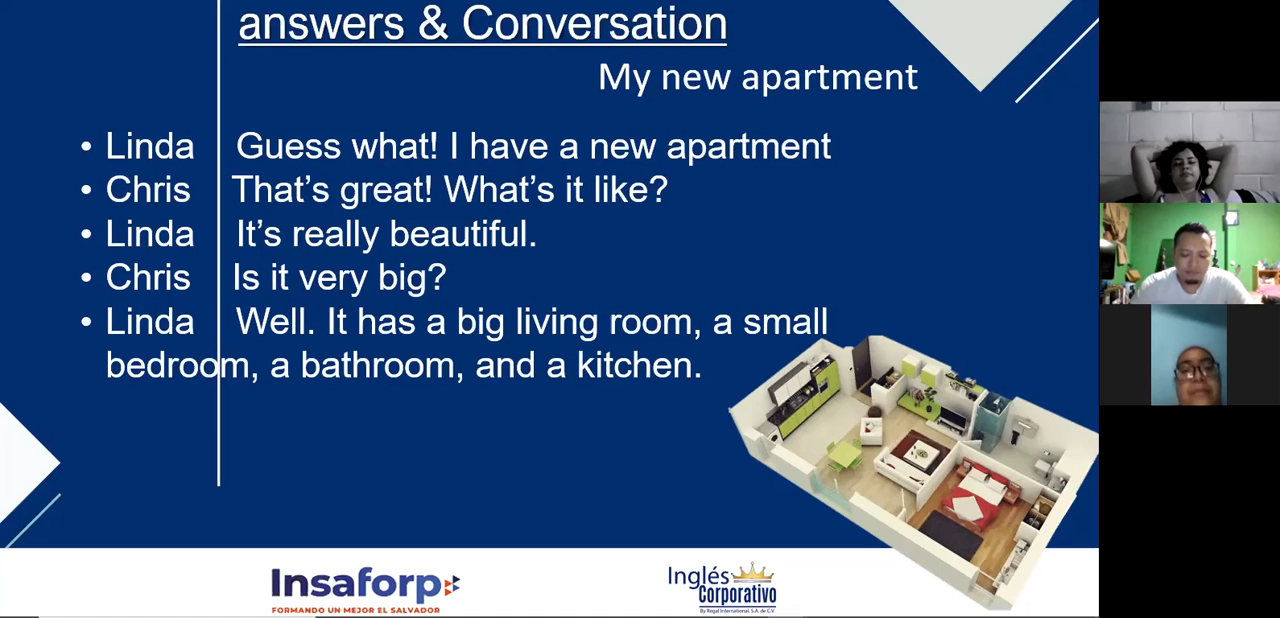 answers & Conversation
My new apartment
• Linda Guess what! I have a new apartment
• Chris That's great! What's it like?
• Linda It's really beautiful.
• Chris Is it very big?
• Linda Well. It has a big living room, a small
bedroom, a bathroom, and a kitchen.
Insaforp
FORMANDO UN MEJOR EL SALVADOR
Inglés
Corporativo
By Regal International, S.A. de C.V.